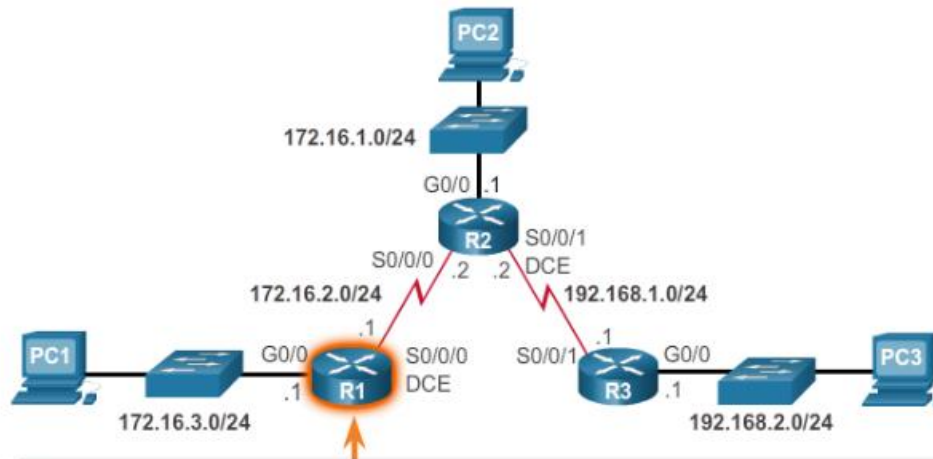 PC2
172.16.1.0/24
G0/0 .1
R2
S0/0/1
DCE
S0/0/0
.2 .2
172.16.2.0/24
192.168.1.0/24
.1
.1
PC1
G0/0
S0/0/0
DCE
S0/0/1
G0/0
PC3
.1
R1
R3
.1
172.16.3.0/24
192.168.2.0/24